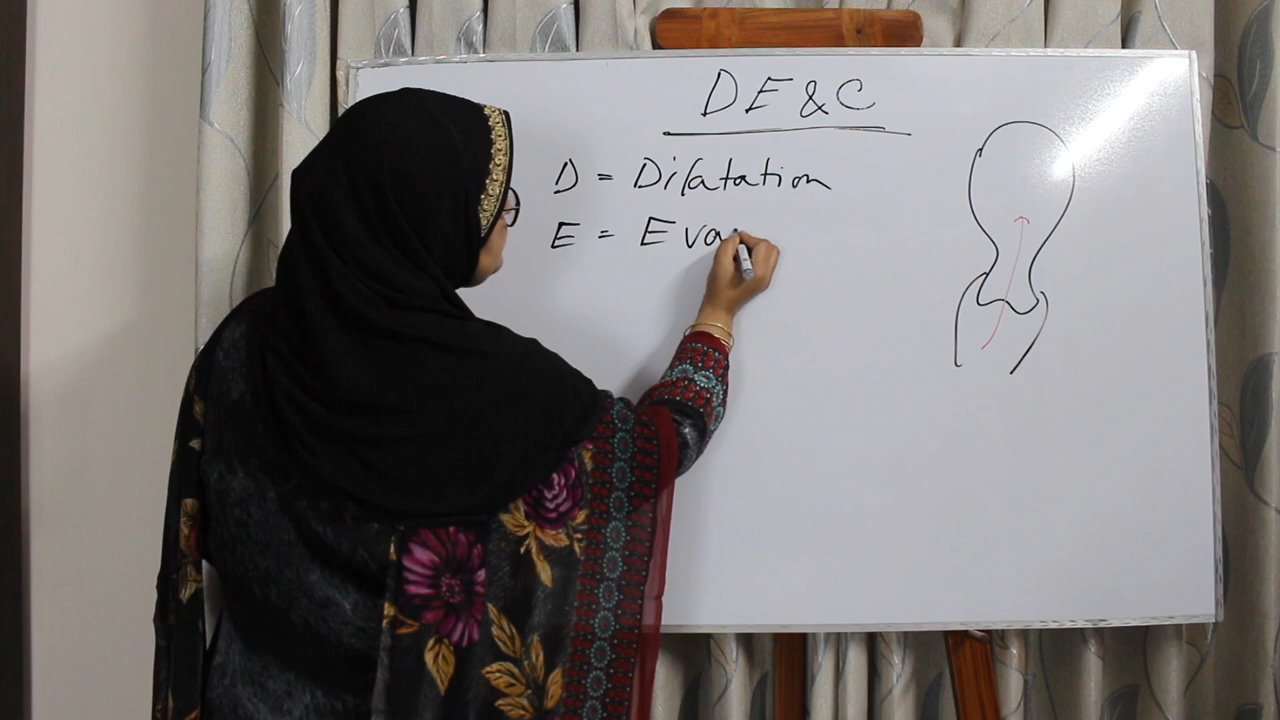 DE&C
D = Dilatation
E = Eva